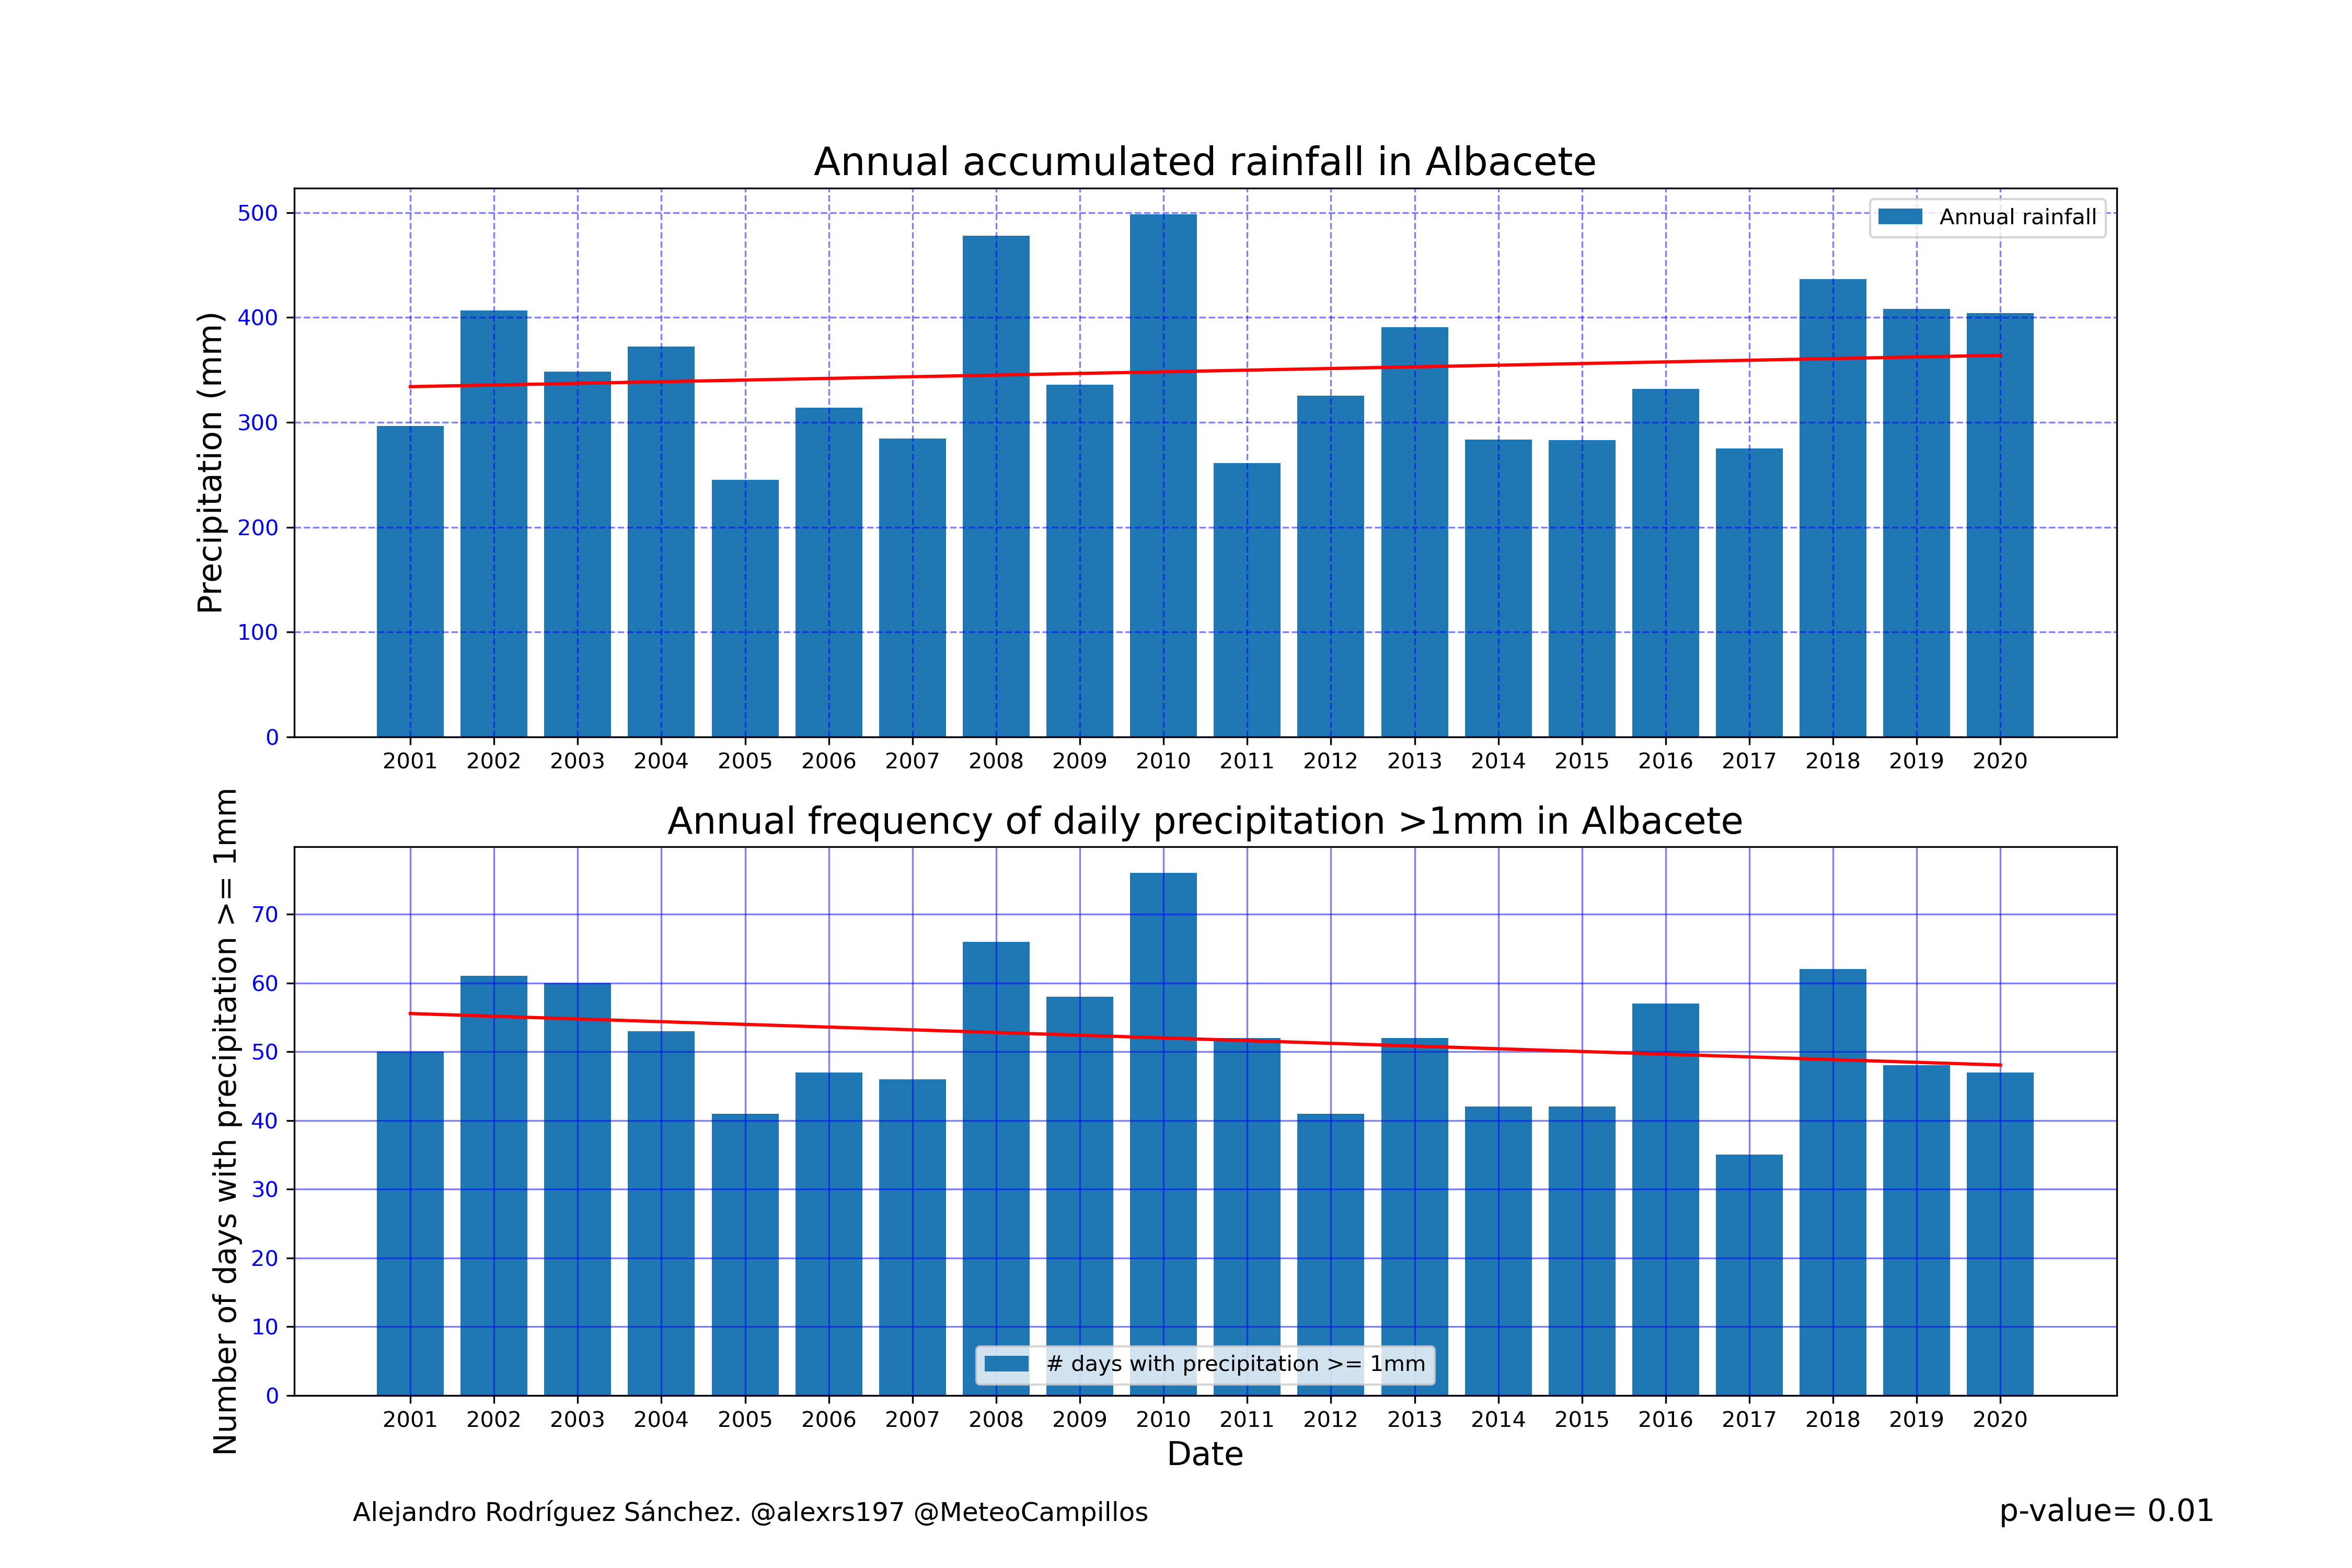 Annual accumulated rainfall in Albacete
Precipitation (mm)
500
400
300
200
100
0
Annual rainfall
2001 2002 2003 2004 2005 2006 2007 2008 2009 2010 2011 2012 2013 2014 2015 2016 2017 2018 2019 2020
Annual frequency of daily precipitation >1mm in Albacete
Number of days with precipitation >= 1mm
70
60
50
40
30
20
10
0
# days with precipitation >= 1mm
2001 2002 2003 2004 2005 2006 2007 2008 2009 2010 2011 2012 2013 2014 2015 2016 2017 2018 2019 2020
Date
Alejandro Rodríguez Sánchez. @alexrs197 @MeteoCampillos
p-value= 0.01